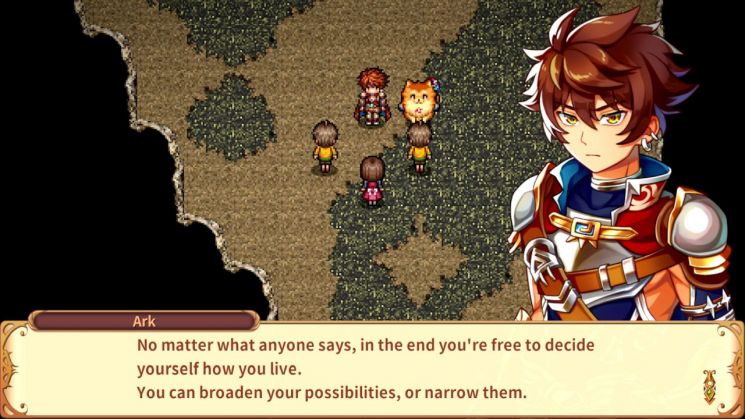 Ark
No matter what anyone says, in the end you're free to decide
yourself how you live.
You can broaden your possibilities, or narrow them.